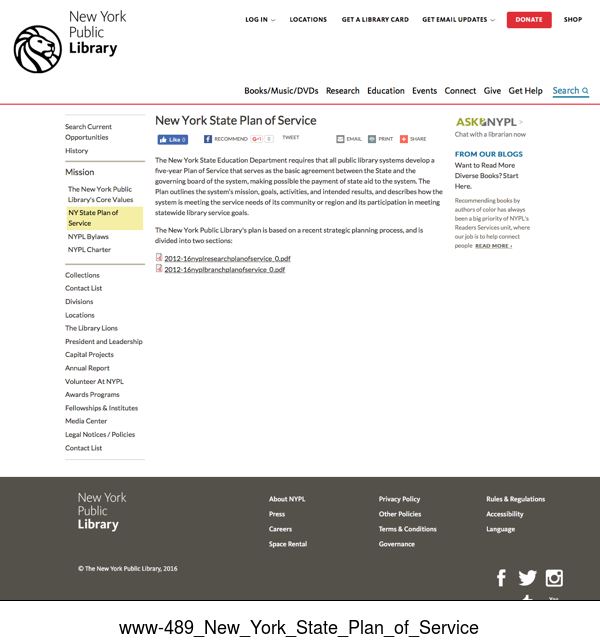 New York
Public
Library
LOG IN
LOCATIONS
GET A LIBRARY CARD
GET EMAIL UPDATES
DONATE
SHOP
Books/Music/DVDs
Research
Education
Events
Connect
Give
Get Help
Search
Search Current
Opportunities
History
Mission
The New York Public
Library's Core Values
NY State Plan of
Service
NYPL Bylaws
NYPL Charter
Collections
Contact List
Divisions
Locations
The Library Lions
President and Leadership
Capital Projects
Annual Report
Volunteer At NYPL
Awards Programs
Fellowships & Institutes
Media Center
Legal Notices / Policies
Contact List
New York State Plan of Service
Like 0
RECOMMEND
G+1 0
TWEET
EMAIL
PRINT
SHARE
The New York State Education Department requires that all public library systems develop a
five-year Plan of Service that serves as the basic agreement between the State and the
governing board of the system, making possible the payment of state aid to the system. The
Plan outlines the system's mission, goals, activities, and intended results, and describes how the
system is meeting the service needs of its community or region and its participation in meeting
statewide library service goals.
The New York Public Library's plan is based on a recent strategic planning process, and is
divided into two sections:
2012-16nyplresearchplanofservice_0.pdf
2012-16nyplbranchplanofservice_0.pdf
ASK NYPL >
Chat with a librarian now
FROM OUR BLOGS
Want to Read More
Diverse Books? Start
Here.
Recommending books by
authors of color has always
been a big priority of NYPL's
Readers Services unit, where
our job is to help connect
people READ MORE ›
New York
Public
Library
About NYPL
Press
Careers
Space Rental
Privacy Policy
Other Policies
Terms & Conditions
Governance
Rules & Regulations
Accessibility
Language
© The New York Public Library, 2016
www-489_New_York_State_Plan_of_Service